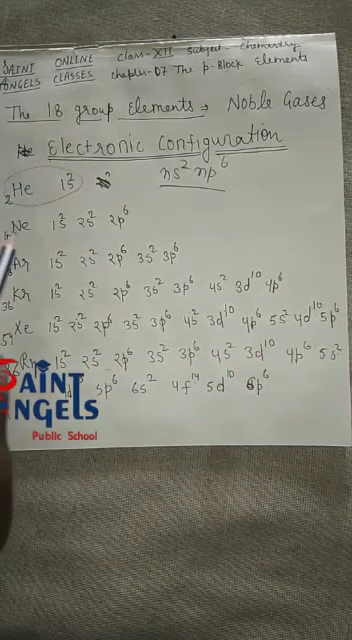 SAINT ONLINE Class-XII Subject- Chemistry
ANGELS CLASSES chapter-07 The p-Block Elements
The 18 group Elements → Noble Gases
Electronic Configuration
ns² np⁶
₂He 1s²
₁₀Ne 1s² 2s² 2p⁶
Ar 1s² 2s² 2p⁶ 3s² 3p⁶
₃₆Kr 1s² 2s² 2p⁶ 3s² 3p⁶ 4s² 3d¹⁰ 4p⁶
₅₄Xe 1s² 2s² 2p⁶ 3s² 3p⁶ 4s² 3d¹⁰ 4p⁶ 5s² 4d¹⁰ 5p⁶
Rn 1s² 2s² 2p⁶ 3s² 3p⁶ 4s² 3d¹⁰ 4p⁶ 5s²
5p⁶ 6s² 4f¹⁴ 5d¹⁰ 6p⁶
SAINT
ANGELS
Public School